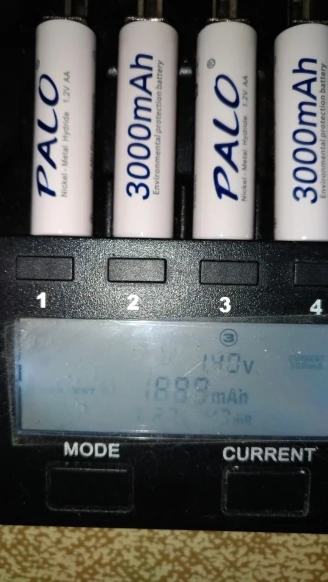 PALO®
Nickel - Metal Hydride 1.2V AA
3000mAh
Environmental protection battery
PALO®
Nickel - Metal Hydride 1.2V AA
3000mAh
Environmental protection battery
1
2
3
4
3
1.40V
mAh
MODE
CURRENT